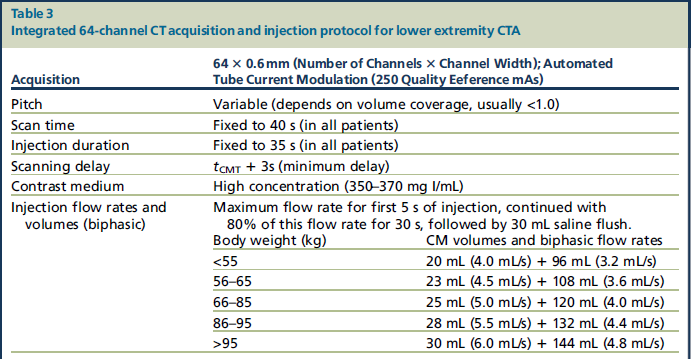 Table 3
Integrated 64-channel CT acquisition and injection protocol for lower extremity CTA
64 × 0.6 mm (Number of Channels × Channel Width); Automated
Acquisition Tube Current Modulation (250 Quality Eeference mAs)
Pitch Variable (depends on volume coverage, usually <1.0)
Scan time Fixed to 40 s (in all patients)
Injection duration Fixed to 35 s (in all patients)
Scanning delay tCMT + 3s (minimum delay)
Contrast medium High concentration (350–370 mg I/mL)
Injection flow rates and Maximum flow rate for first 5 s of injection, continued with
volumes (biphasic) 80% of this flow rate for 30 s, followed by 30 mL saline flush.
Body weight (kg) CM volumes and biphasic flow rates
<55 20 mL (4.0 mL/s) + 96 mL (3.2 mL/s)
56–65 23 mL (4.5 mL/s) + 108 mL (3.6 mL/s)
66–85 25 mL (5.0 mL/s) + 120 mL (4.0 mL/s)
86–95 28 mL (5.5 mL/s) + 132 mL (4.4 mL/s)
>95 30 mL (6.0 mL/s) + 144 mL (4.8 mL/s)